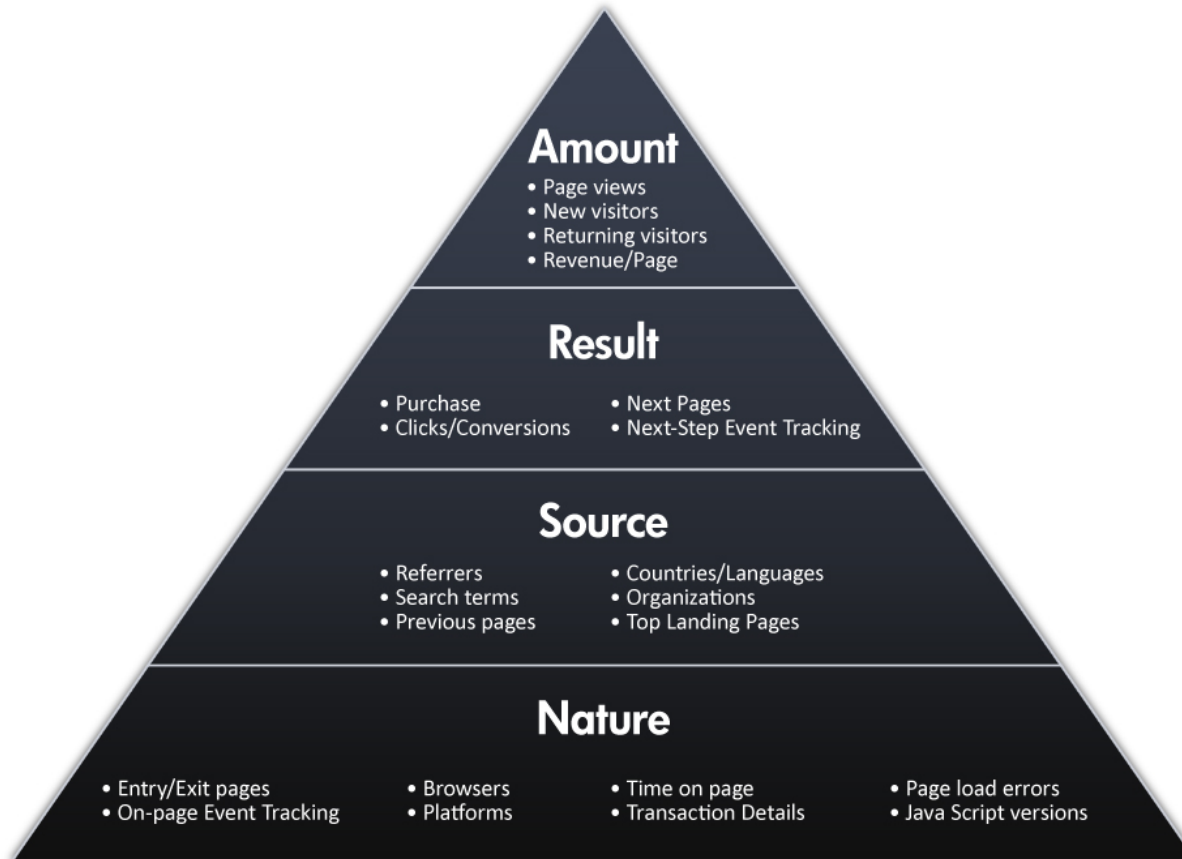 Amount
• Page views
• New visitors
• Returning visitors
• Revenue/Page
Result
• Purchase
• Clicks/Conversions
• Next Pages
• Next-Step Event Tracking
Source
• Referrers
• Search terms
• Previous pages
• Countries/Languages
• Organizations
• Top Landing Pages
Nature
• Entry/Exit pages
• On-page Event Tracking
• Browsers
• Platforms
• Time on page
• Transaction Details
• Page load errors
• Java Script versions